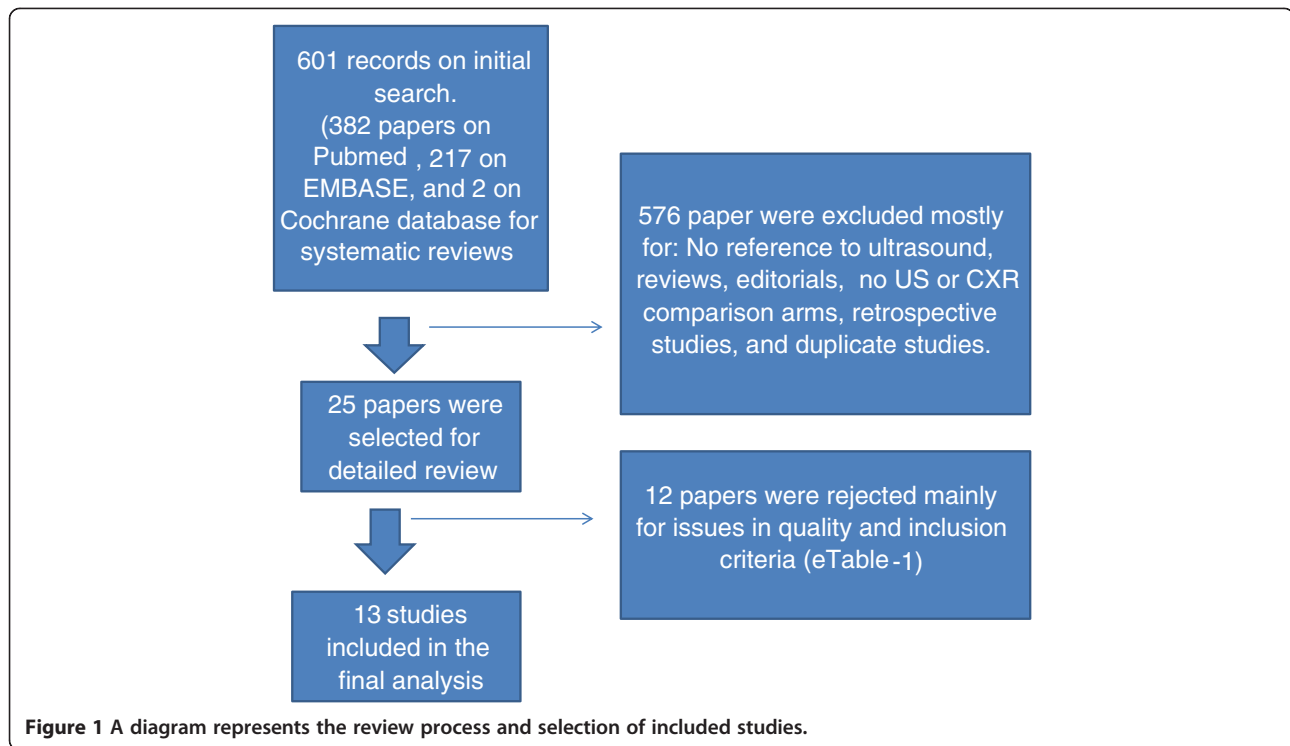 601 records on initial
search.
(382 papers on
Pubmed , 217 on
EMBASE, and 2 on
Cochrane database for
systematic reviews
576 paper were excluded mostly
for: No reference to ultrasound,
reviews, editorials, no US or CXR
comparison arms, retrospective
studies, and duplicate studies.
25 papers were
selected for
detailed review
12 papers were rejected mainly
for issues in quality and inclusion
criteria (eTable-1)
13 studies
included in the
final analysis
Figure 1 A diagram represents the review process and selection of included studies.